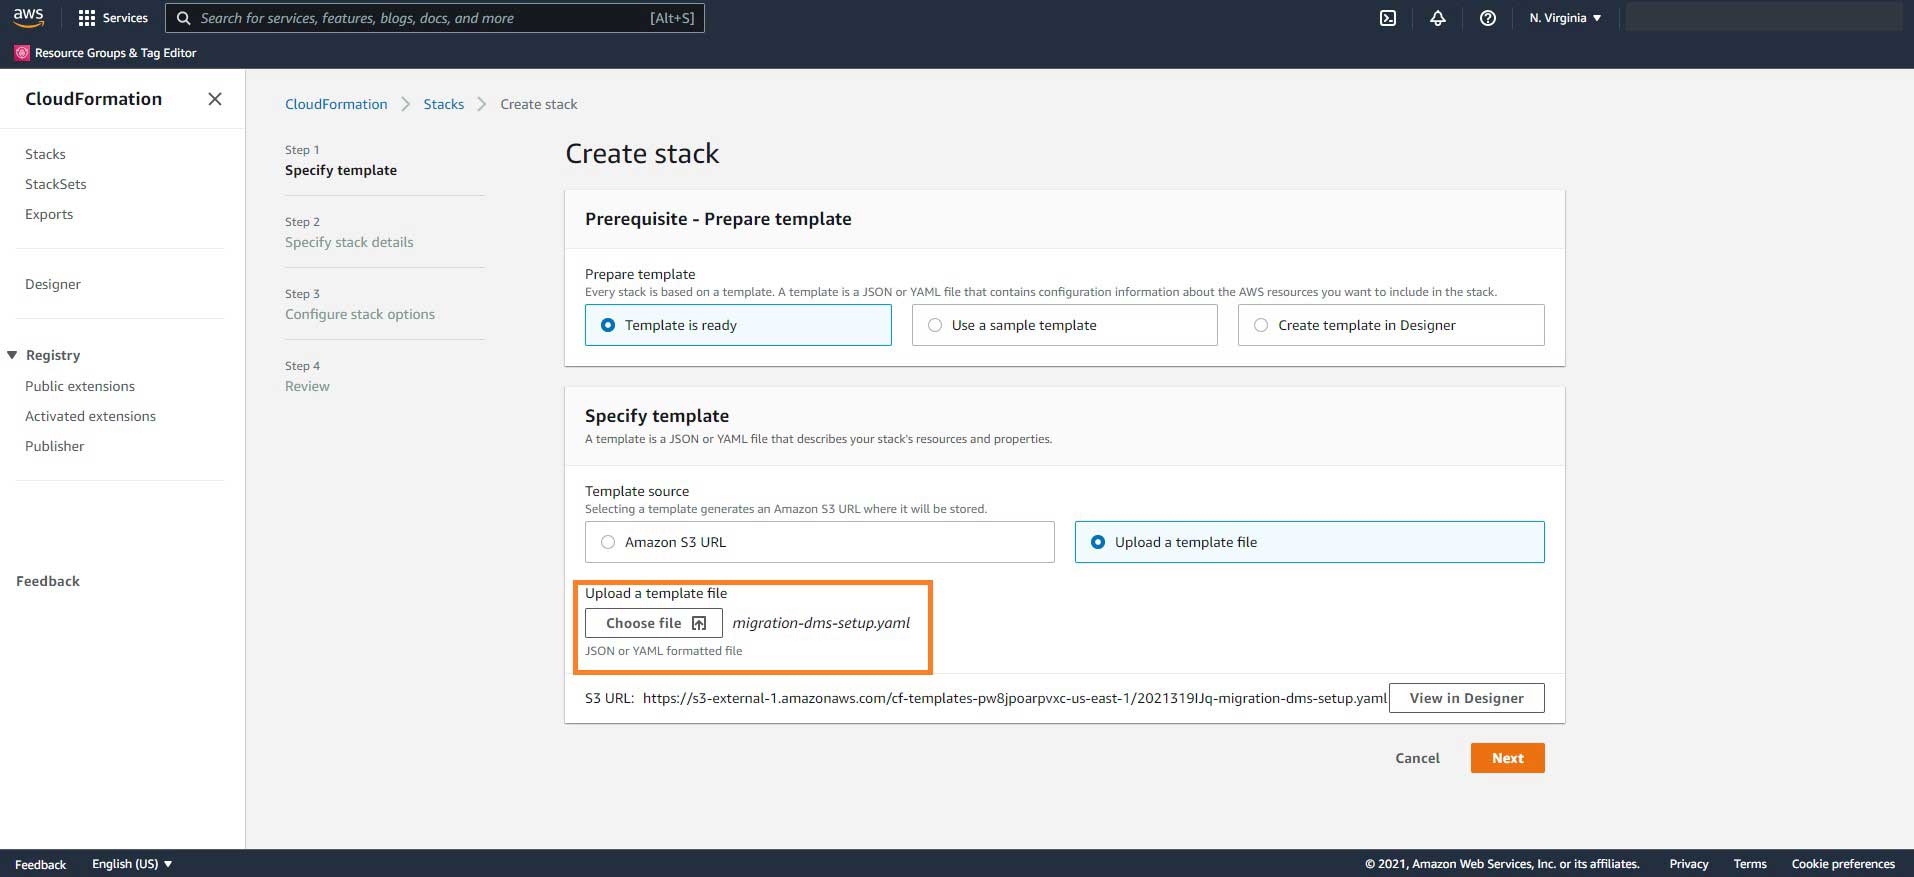 aws
Services
Search for services, features, blogs, docs, and more [Alt+S]
N. Virginia
Resource Groups & Tag Editor
CloudFormation
Stacks
StackSets
Exports
Designer
Registry
Public extensions
Activated extensions
Publisher
Feedback
CloudFormation
Stacks
Create stack
Step 1
Specify template
Step 2
Specify stack details
Step 3
Configure stack options
Step 4
Review
Create stack
Prerequisite - Prepare template
Prepare template
Every stack is based on a template. A template is a JSON or YAML file that contains configuration information about the AWS resources you want to include in the stack.
Template is ready
Use a sample template
Create template in Designer
Specify template
A template is a JSON or YAML file that describes your stack's resources and properties.
Template source
Selecting a template generates an Amazon S3 URL where it will be stored.
Amazon S3 URL
Upload a template file
Upload a template file
Choose file migration-dms-setup.yaml
JSON or YAML formatted file
S3 URL: https://s3-external-1.amazonaws.com/cf-templates-pw8jpoarpvxc-us-east-1/2021319IJq-migration-dms-setup.yaml
View in Designer
Cancel
Next
Feedback
English (US)
© 2021, Amazon Web Services, Inc. or its affiliates.
Privacy
Terms
Cookie preferences